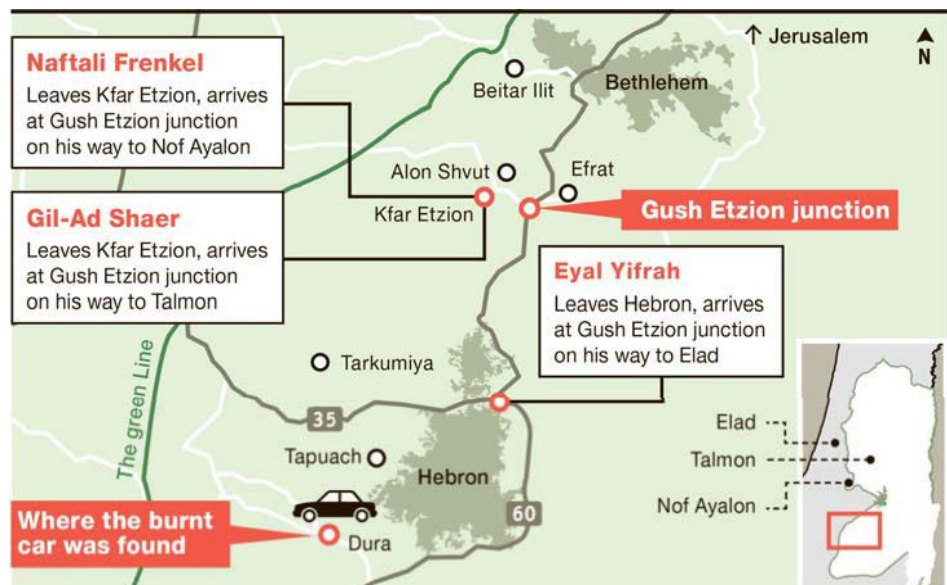 Naftali Frenkel
Leaves Kfar Etzion, arrives
at Gush Etzion junction
on his way to Nof Ayalon
Gil-Ad Shaer
Leaves Kfar Etzion, arrives
at Gush Etzion junction
on his way to Talmon
↑ Jerusalem
N
Bethlehem
Beitar Ilit
Alon Shvut
Efrat
Kfar Etzion
Gush Etzion junction
Eyal Yifrah
Leaves Hebron, arrives
at Gush Etzion junction
on his way to Elad
The green Line
Tarkumiya
35
Tapuach
Hebron
60
Where the burnt
car was found
Dura
Elad
Talmon
Nof Ayalon